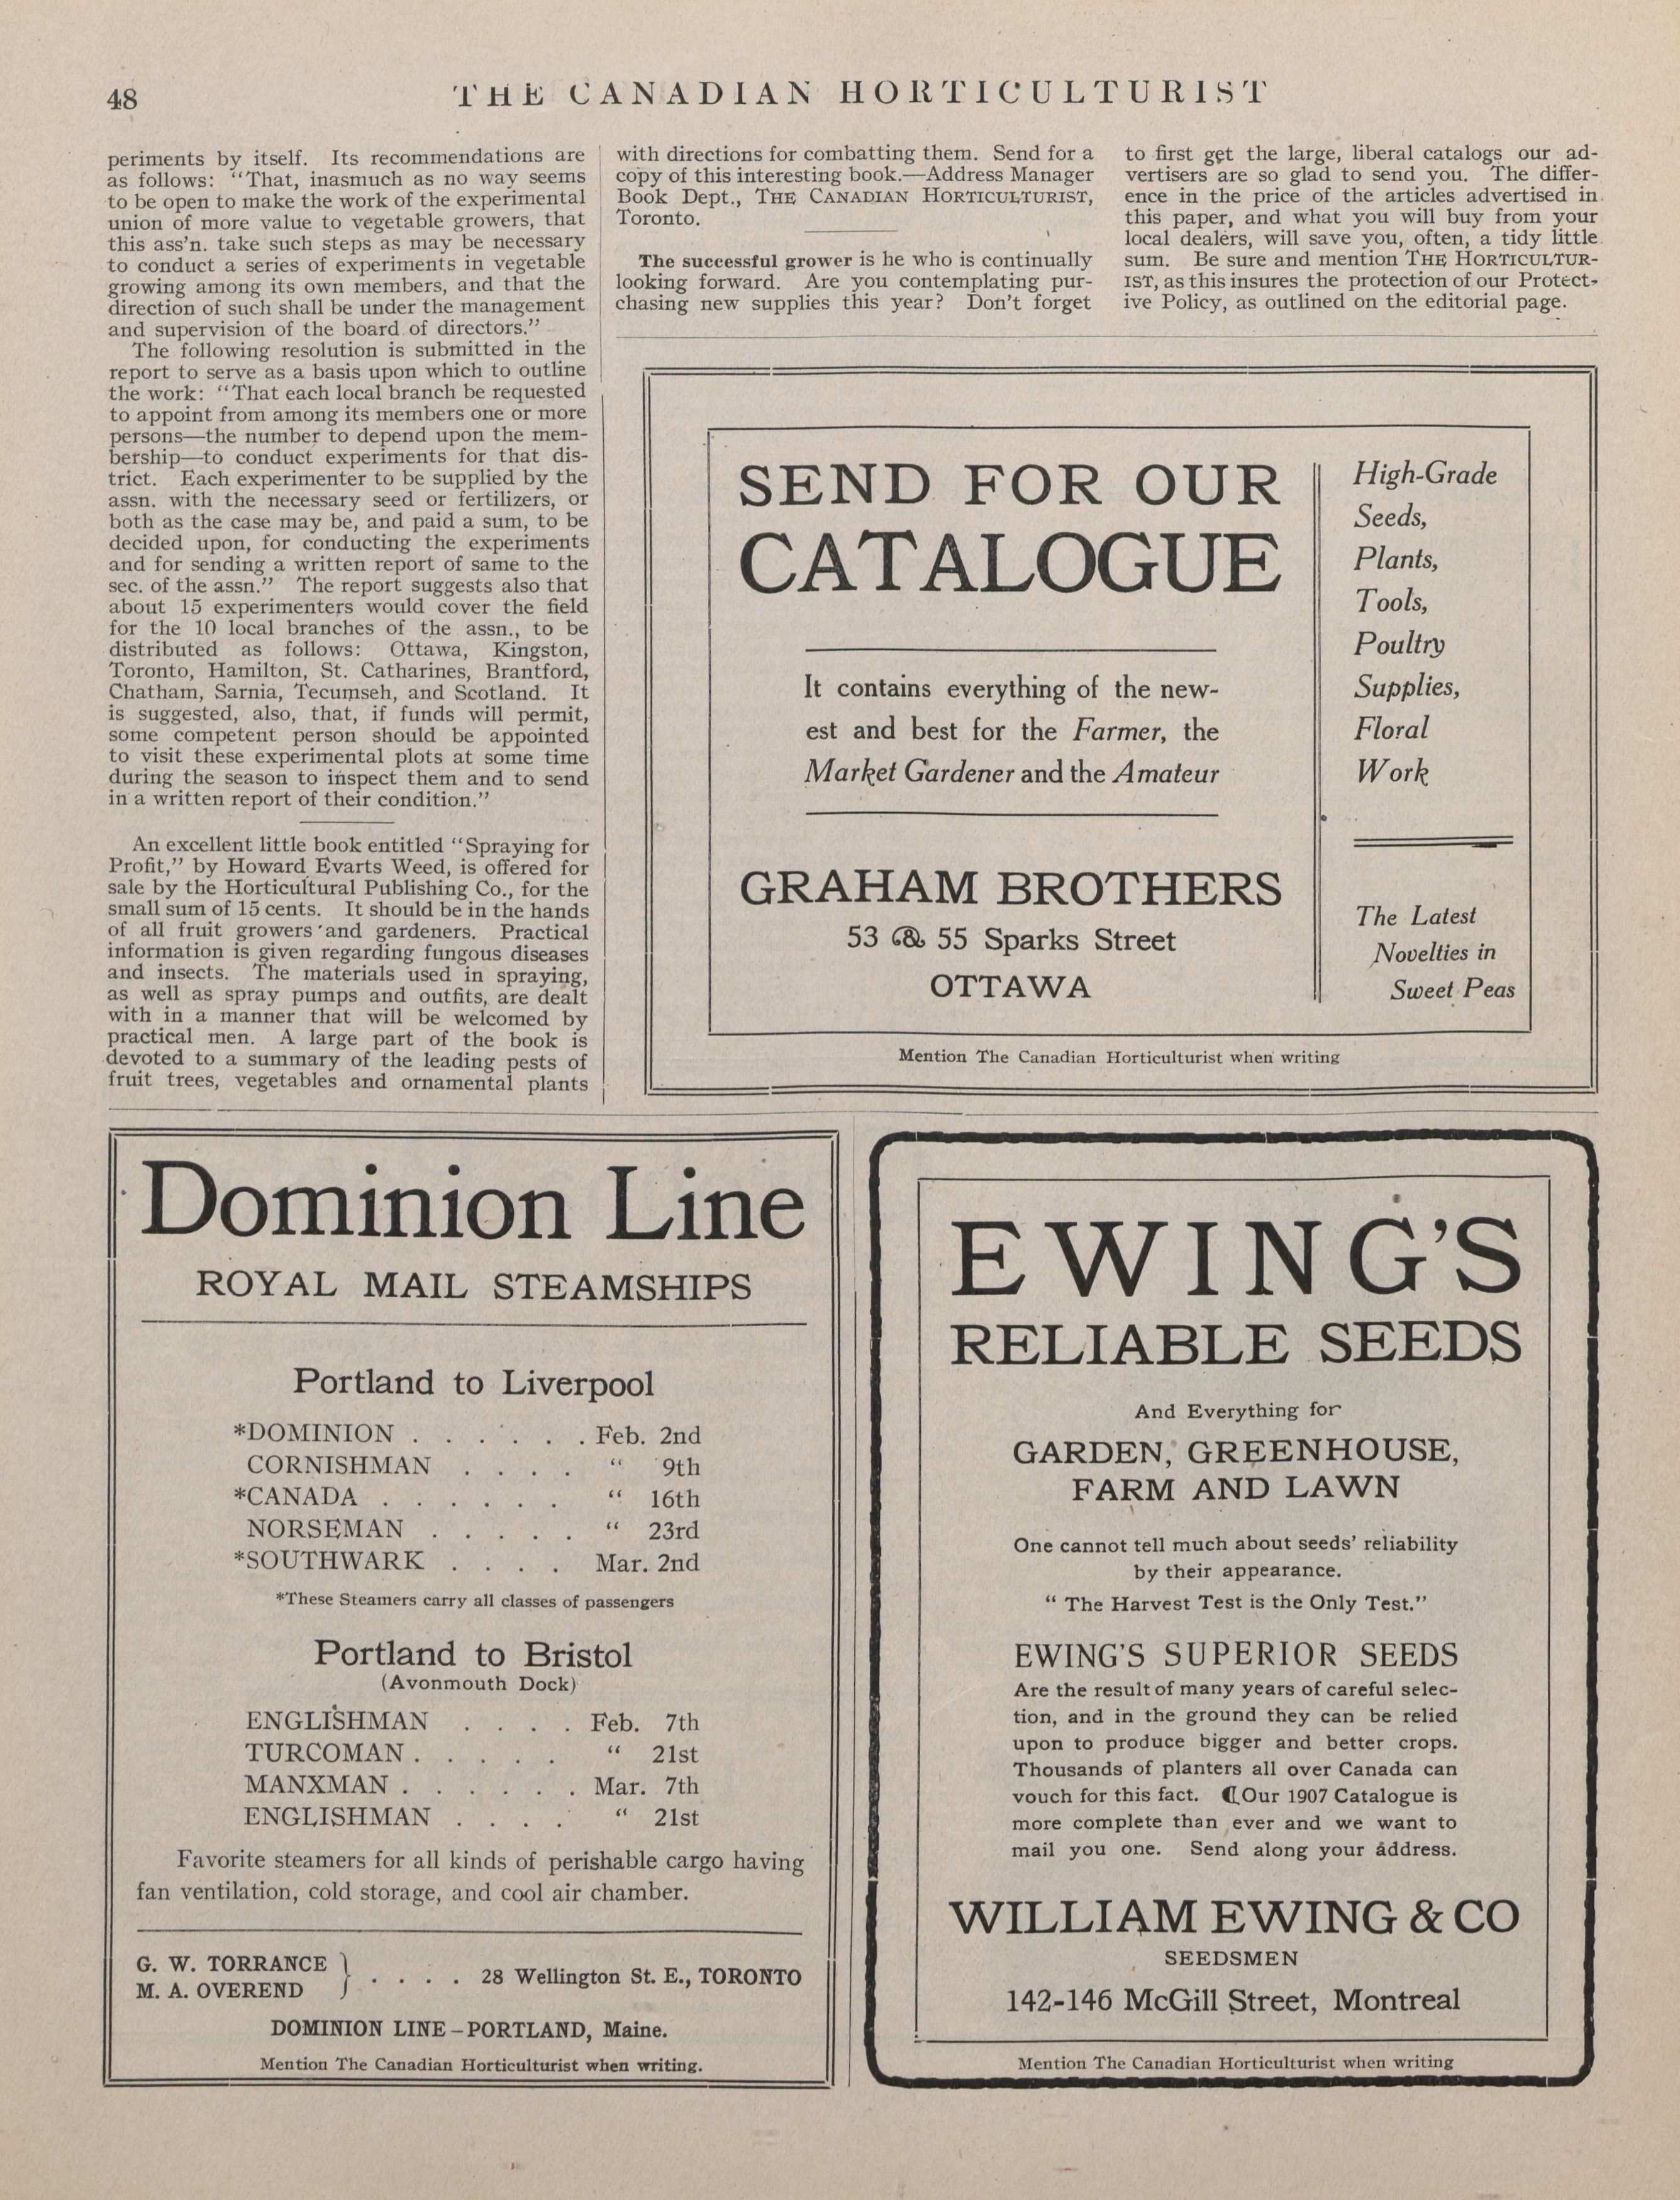 48
THE CANADIAN HORTICULTURIST
periments by itself. Its recommendations are
as follows: "That, inasmuch as no way seems
to be open to make the work of the experimental
union of more value to vegetable growers, that
this ass'n. take such steps as may be necessary
to conduct a series of experiments in vegetable
growing among its own members, and that the
direction of such shall be under the management
and supervision of the board of directors."
The following resolution is submitted in the
report to serve as a basis upon which to outline
the work: "That each local branch be requested
to appoint from among its members one or more
persons—the number to depend upon the mem-
bership—to conduct experiments for that dis-
trict. Each experimenter to be supplied by the
assn. with the necessary seed or fertilizers, or
both as the case may be, and paid a sum, to be
decided upon, for conducting the experiments
and for sending a written report of same to the
sec. of the assn." The report suggests also that
about 15 experimenters would cover the field
for the 10 local branches of the assn., to be
distributed as follows: Ottawa, Kingston,
Toronto, Hamilton, St. Catharines, Brantford,
Chatham, Sarnia, Tecumseh, and Scotland. It
is suggested, also, that, if funds will permit,
some competent person should be appointed
to visit these experimental plots at some time
during the season to inspect them and to send
in a written report of their condition."
An excellent little book entitled "Spraying for
Profit," by Howard Evarts Weed, is offered for
sale by the Horticultural Publishing Co., for the
small sum of 15 cents. It should be in the hands
of all fruit growers and gardeners. Practical
information is given regarding fungous diseases
and insects. The materials used in spraying,
as well as spray pumps and outfits, are dealt
with in a manner that will be welcomed by
practical men. A large part of the book is
devoted to a summary of the leading pests of
fruit trees, vegetables and ornamental plants
with directions for combatting them. Send for a
copy of this interesting book.—Address Manager
Book Dept., THE CANADIAN HORTICULTURIST,
Toronto.
The successful grower is he who is continually
looking forward. Are you contemplating pur-
chasing new supplies this year? Don't forget
to first get the large, liberal catalogs our ad-
vertisers are so glad to send you. The differ-
ence in the price of the articles advertised in
this paper, and what you will buy from your
local dealers, will save you, often, a tidy little
sum. Be sure and mention THE HORTICULTUR-
IST, as this insures the protection of our Protect-
ive Policy, as outlined on the editorial page.
SEND FOR OUR
CATALOGUE
It contains everything of the new-
est and best for the Farmer, the
Market Gardener and the Amateur
GRAHAM BROTHERS
53 & 55 Sparks Street
OTTAWA
High-Grade
Seeds,
Plants,
Tools,
Poultry
Supplies,
Floral
Work
The Latest
Novelties in
Sweet Peas
Mention The Canadian Horticulturist when writing
Dominion Line
ROYAL MAIL STEAMSHIPS
Portland to Liverpool
*DOMINION . . . . . . Feb. 2nd
CORNISHMAN . . . . " 9th
*CANADA . . . . . . " 16th
NORSEMAN . . . . . " 23rd
*SOUTHWARK . . . . Mar. 2nd
*These Steamers carry all classes of passengers
Portland to Bristol
(Avonmouth Dock)
ENGLISHMAN . . . . Feb. 7th
TURCOMAN . . . . . " 21st
MANXMAN . . . . . . Mar. 7th
ENGLISHMAN . . . . " 21st
Favorite steamers for all kinds of perishable cargo having
fan ventilation, cold storage, and cool air chamber.
G. W. TORRANCE
M. A. OVEREND } . . . . 28 Wellington St. E., TORONTO
DOMINION LINE–PORTLAND, Maine.
Mention The Canadian Horticulturist when writing.
EWING'S
RELIABLE SEEDS
And Everything for
GARDEN, GREENHOUSE,
FARM AND LAWN
One cannot tell much about seeds' reliability
by their appearance.
"The Harvest Test is the Only Test."
EWING'S SUPERIOR SEEDS
Are the result of many years of careful selec-
tion, and in the ground they can be relied
upon to produce bigger and better crops.
Thousands of planters all over Canada can
vouch for this fact. ¶Our 1907 Catalogue is
more complete than ever and we want to
mail you one. Send along your address.
WILLIAM EWING & CO
SEEDSMEN
142-146 McGill Street, Montreal
Mention The Canadian Horticulturist when writing